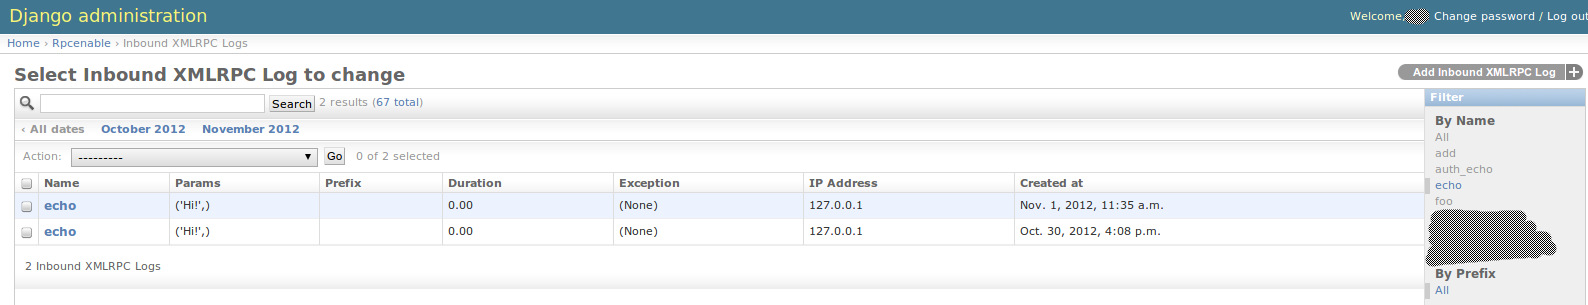 Django administration
Welcome, Change password / Log out
Home › Rpcenable › Inbound XMLRPC Logs
Select Inbound XMLRPC Log to change
Add Inbound XMLRPC Log +
Search 2 results (67 total)
Filter
‹ All dates October 2012 November 2012
By Name
All
Action: --------- Go 0 of 2 selected
add
auth_echo
Name Params Prefix Duration Exception IP Address Created at
echo
echo ('Hi!',) 0.00 (None) 127.0.0.1 Nov. 1, 2012, 11:35 a.m.
foo
echo ('Hi!',) 0.00 (None) 127.0.0.1 Oct. 30, 2012, 4:08 p.m.
2 Inbound XMLRPC Logs
By Prefix
All